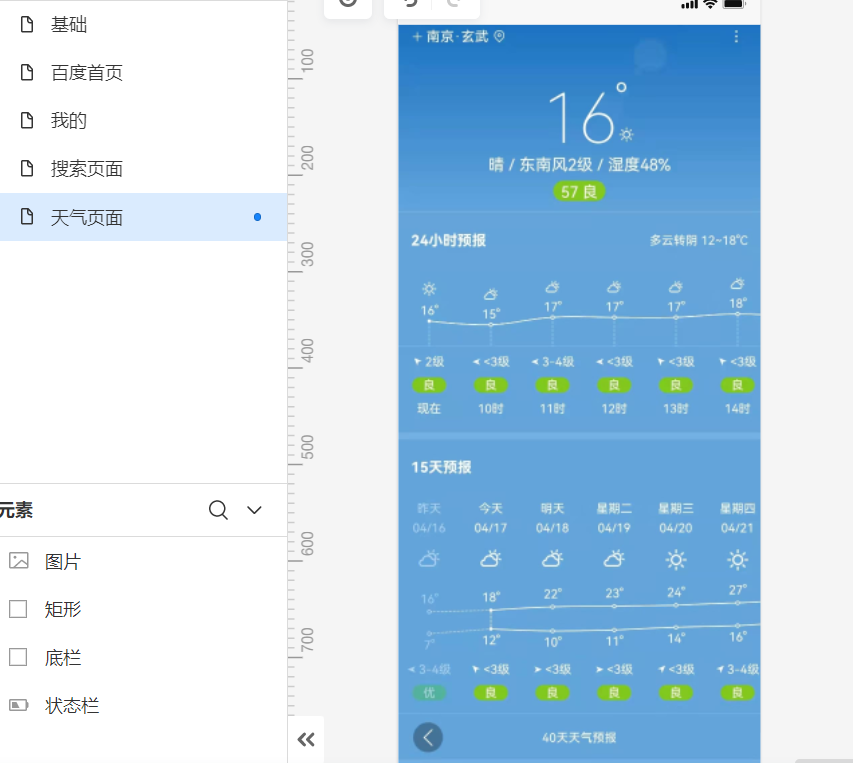 基础
百度首页
我的
搜索页面
天气页面
元素
图片
矩形
底栏
状态栏
100
200
300
400
500
600
700
+ 南京·玄武
16°
晴 / 东南风2级 / 湿度48%
57 良
24小时预报 多云转阴 12~18°C
16° 15° 17° 17° 17° 18°
2级 <3级 3-4级 <3级 <3级 <3级
良 良 良 良 良 良
现在 10时 11时 12时 13时 14时
15天预报
昨天 今天 明天 星期二 星期三 星期四
04/16 04/17 04/18 04/19 04/20 04/21
16° 18° 22° 23° 24° 27°
7° 12° 10° 11° 14° 16°
3-4级 <3级 <3级 <3级 <3级 3-4级
优 良 良 良 良 良
40天天气预报